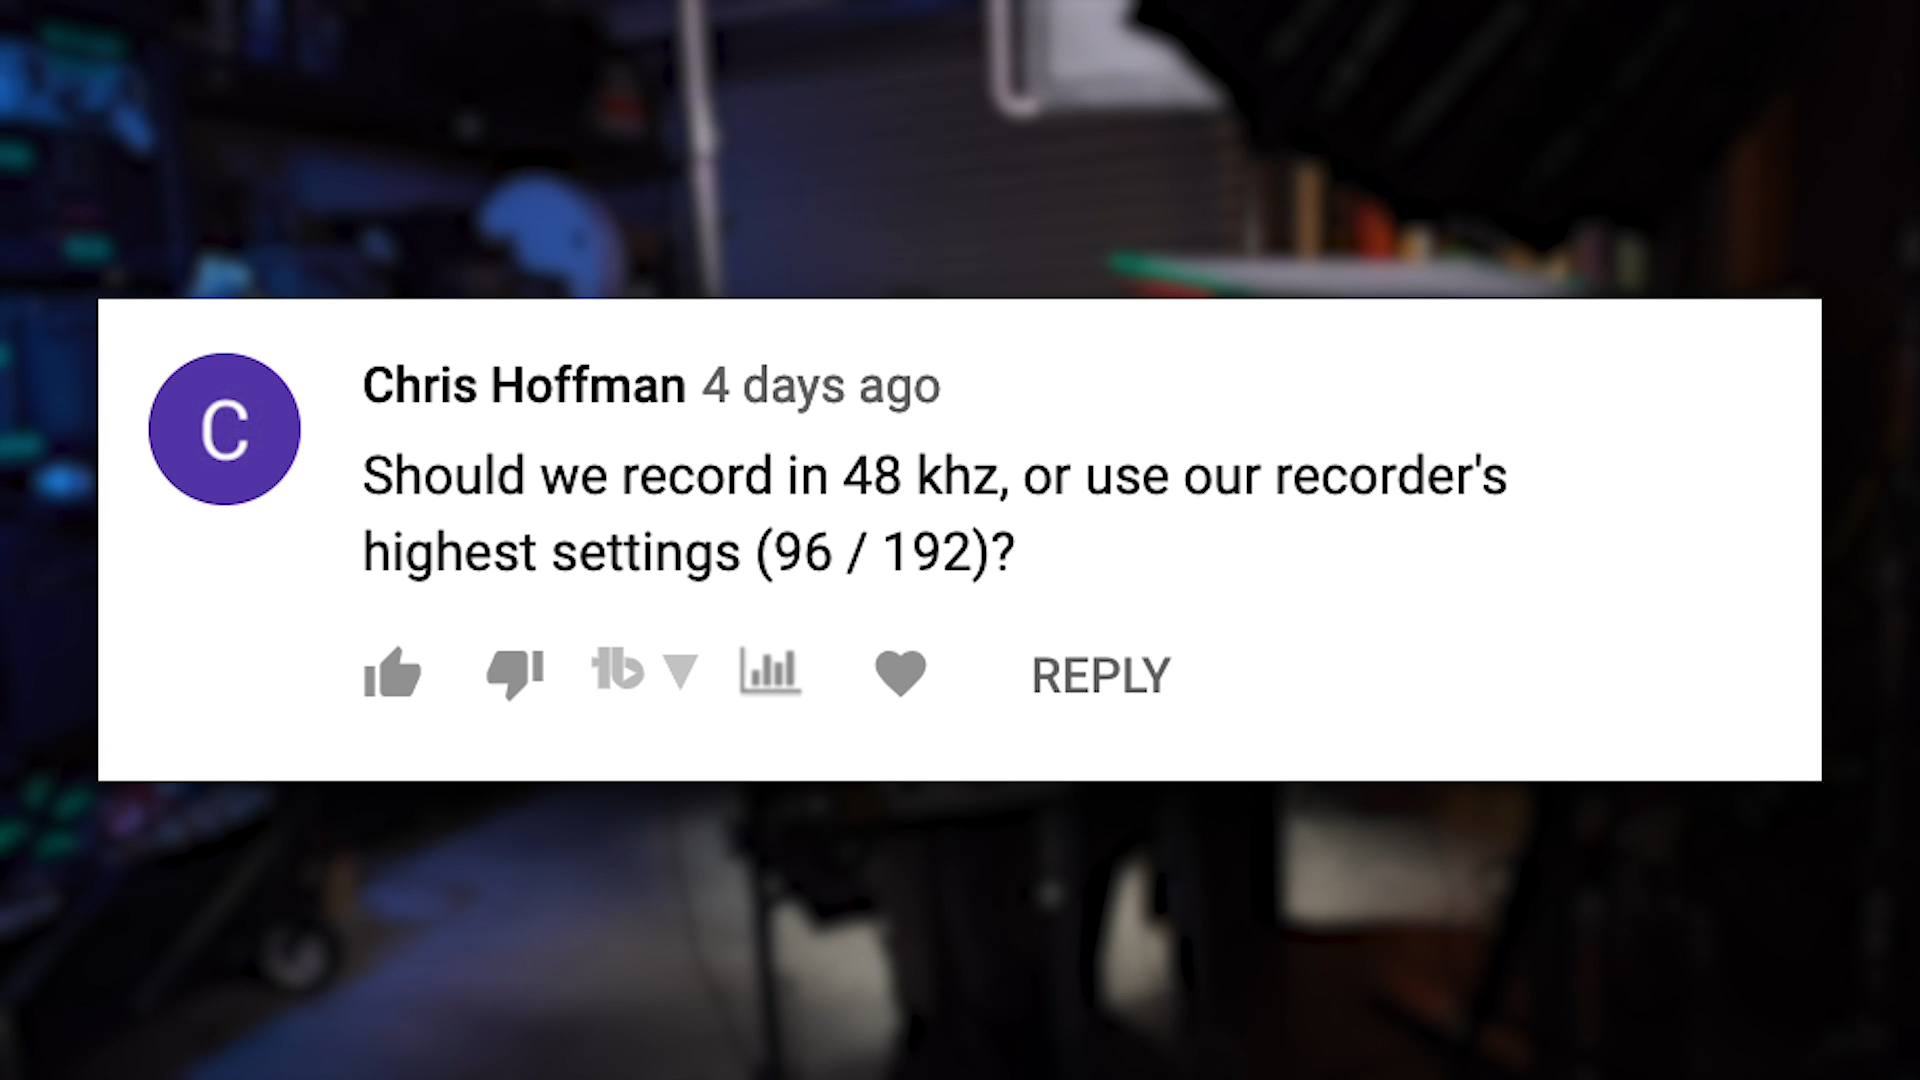 C
Chris Hoffman 4 days ago
Should we record in 48 khz, or use our recorder's
highest settings (96 / 192)?
tb
REPLY